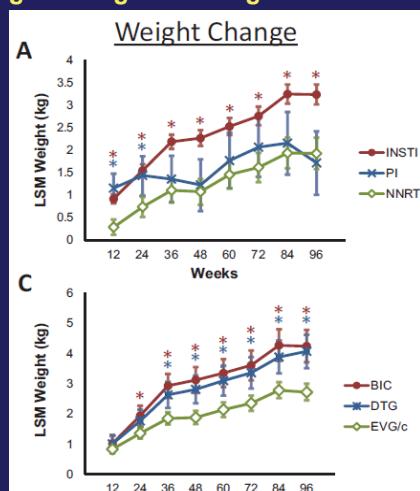 Weight Change
A
LSM Weight (kg)
4
3.5
3
2.5
2
1.5
1
0.5
0
* * * * * * * *
* *
INSTI
PI
NNRT
12 24 36 48 60 72 84 96
Weeks
C
LSM Weight (kg)
6
5
4
3
2
1
0
* * * * * * * *
* * * * * *
BIC
DTG
EVG/c
12 24 36 48 60 72 84 96